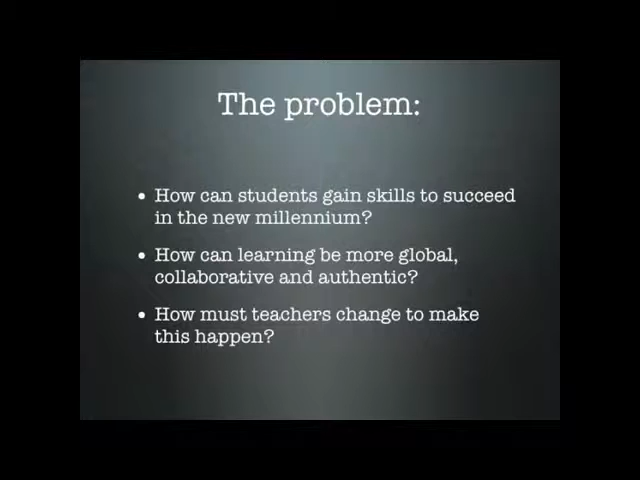 The problem:
• How can students gain skills to succeed
in the new millennium?
• How can learning be more global,
collaborative and authentic?
• How must teachers change to make
this happen?